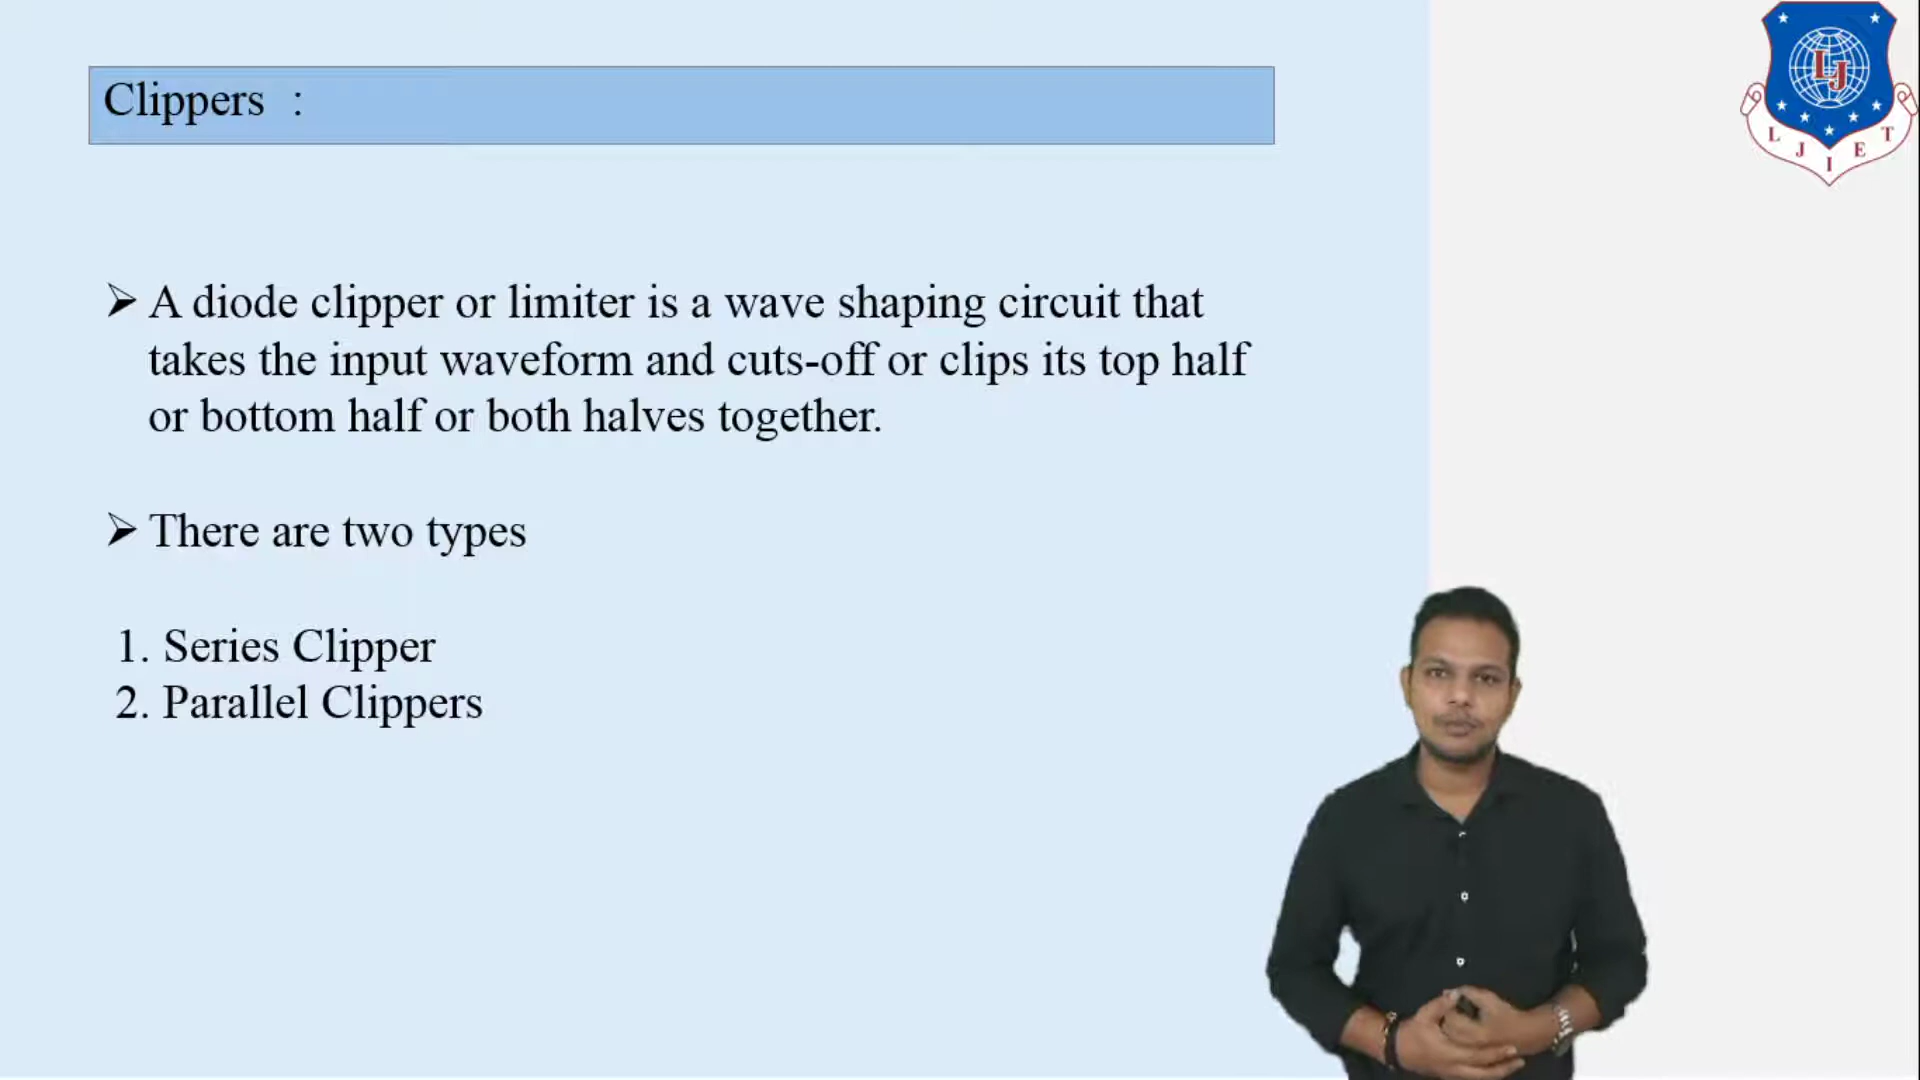 Clippers :
➢ A diode clipper or limiter is a wave shaping circuit that
takes the input waveform and cuts-off or clips its top half
or bottom half or both halves together.
➢ There are two types
1. Series Clipper
2. Parallel Clippers
LJ
L J I E T